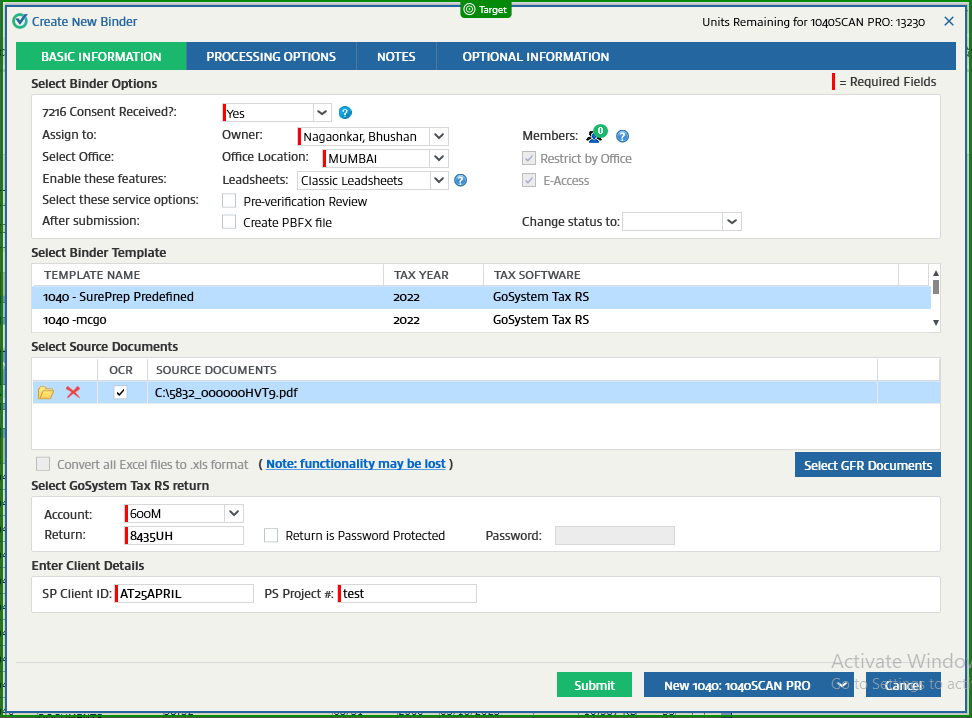 Target
Create New Binder
Units Remaining for 1040SCAN PRO: 13230
BASIC INFORMATION
PROCESSING OPTIONS
NOTES
OPTIONAL INFORMATION
Select Binder Options
= Required Fields
7216 Consent Received?: Yes
Assign to: Owner: Nagaonkar, Bhushan Members: 0
Select Office: Office Location: MUMBAI Restrict by Office
Enable these features: Leadsheets: Classic Leadsheets E-Access
Select these service options: Pre-verification Review
After submission: Create PBFX file Change status to:
Select Binder Template
TEMPLATE NAME TAX YEAR TAX SOFTWARE
1040 - SurePrep Predefined 2022 GoSystem Tax RS
1040 -mcgo 2022 GoSystem Tax RS
Select Source Documents
OCR SOURCE DOCUMENTS
C:\5832_000000HVT9.pdf
Convert all Excel files to .xls format ( Note: functionality may be lost )
Select GFR Documents
Select GoSystem Tax RS return
Account: 600M
Return: 8435UH Return is Password Protected Password:
Enter Client Details
SP Client ID: AT25APRIL PS Project #: test
Activate Windo
Submit New 1040: 1040SCAN PRO Cancel
Go to Settings to act